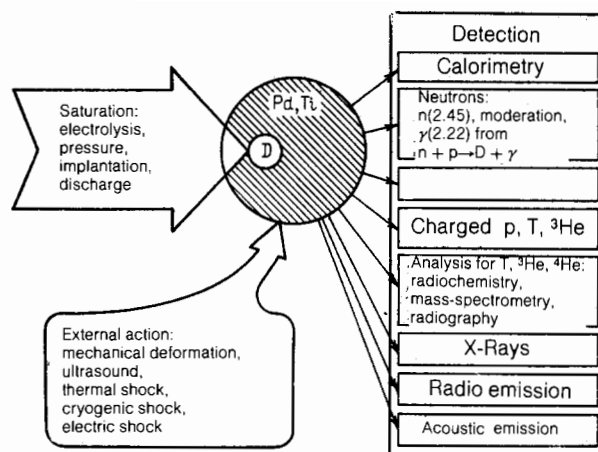 Saturation:
electrolysis,
pressure,
implantation,
discharge
Pd,Ti
D
External action:
mechanical deformation,
ultrasound,
thermal shock,
cryogenic shock,
electric shock
Detection
Calorimetry
Neutrons:
n(2.45), moderation,
γ(2.22) from
n + p→D + γ
Charged p, T, ³He
Analysis for T, ³He, ⁴He:
radiochemistry,
mass-spectrometry,
radiography
X-Rays
Radio emission
Acoustic emission